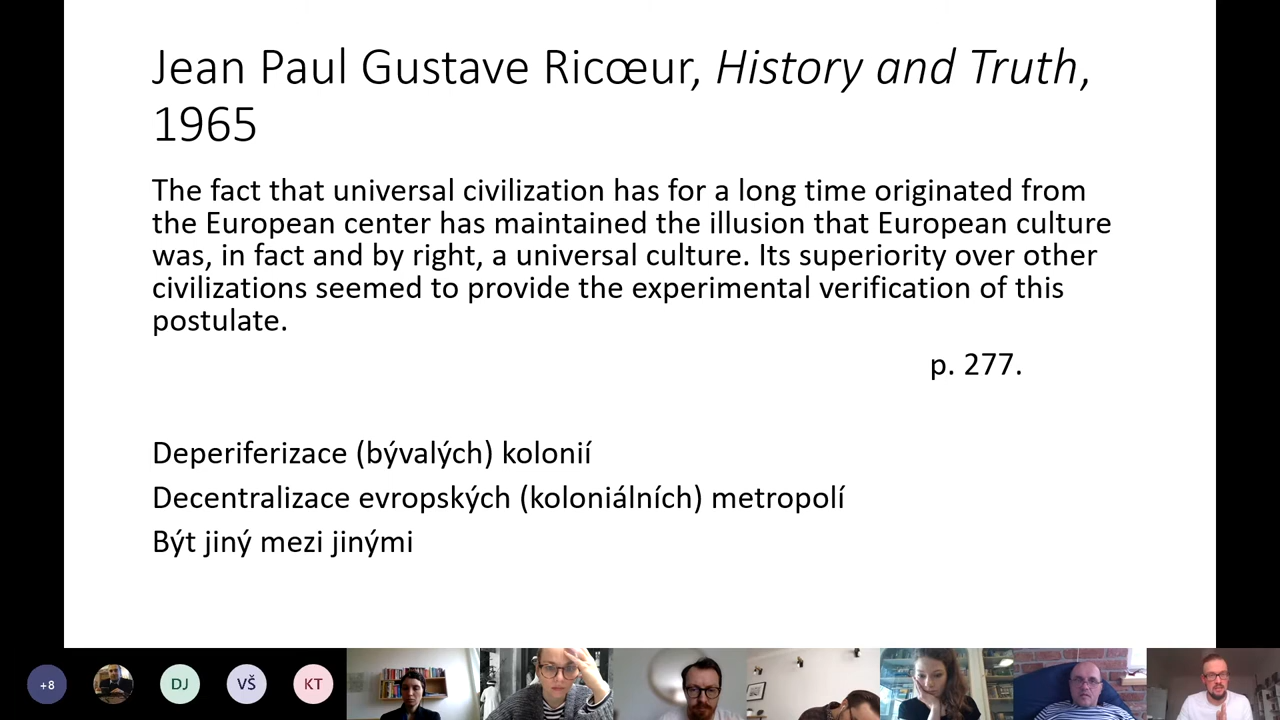 Jean Paul Gustave Ricœur, History and Truth,
1965
The fact that universal civilization has for a long time originated from
the European center has maintained the illusion that European culture
was, in fact and by right, a universal culture. Its superiority over other
civilizations seemed to provide the experimental verification of this
postulate.
p. 277.
Deperiferizace (bývalých) kolonií
Decentralizace evropských (koloniálních) metropolí
Být jiný mezi jinými
+8
DJ
VŠ
KT